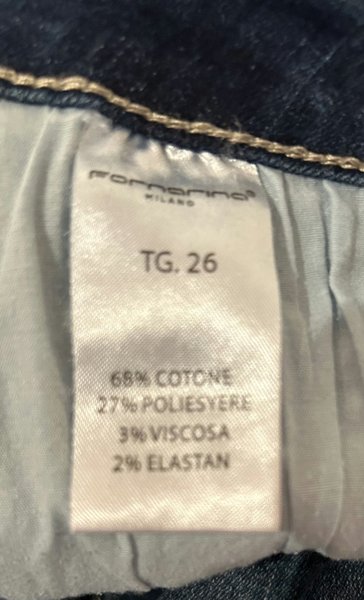 Fornarina
MILANO
TG. 26
68% COTONE
27% POLIESYERE
3% VISCOSA
2% ELASTAN